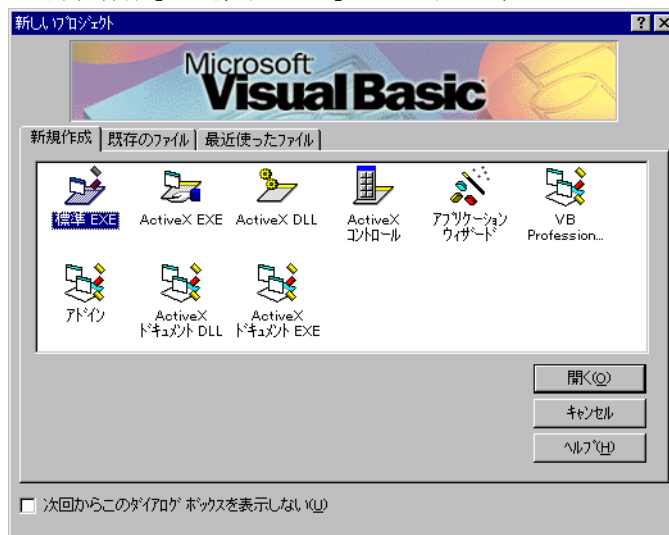 新しいﾌﾟﾛｼﾞｪｸﾄ
Microsoft
Visual Basic
新規作成 既存のﾌｧｲﾙ 最近使ったﾌｧｲﾙ
標準 EXE
ActiveX EXE
ActiveX DLL
ActiveX
ｺﾝﾄﾛｰﾙ
ｱﾌﾟﾘｹｰｼｮﾝ
ｳｨｻﾞｰﾄﾞ
VB
Profession...
ｱﾄﾞｲﾝ
ActiveX
ﾄﾞｷｭﾒﾝﾄ DLL
ActiveX
ﾄﾞｷｭﾒﾝﾄ EXE
開く(O)
ｷｬﾝｾﾙ
ﾍﾙﾌﾟ(H)
次回からこのﾀﾞｲｱﾛｸﾞ ﾎﾞｯｸｽを表示しない(U)